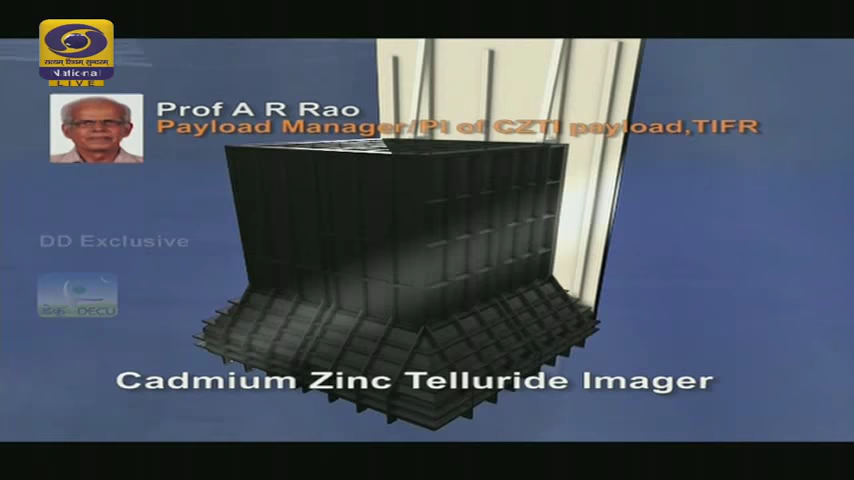 सत्यम् शिवम् सुन्दरम्
National
LIVE
Prof A R Rao
Payload Manager/PI of CZTI payload,TIFR
DD Exclusive
DECU
Cadmium Zinc Telluride Imager